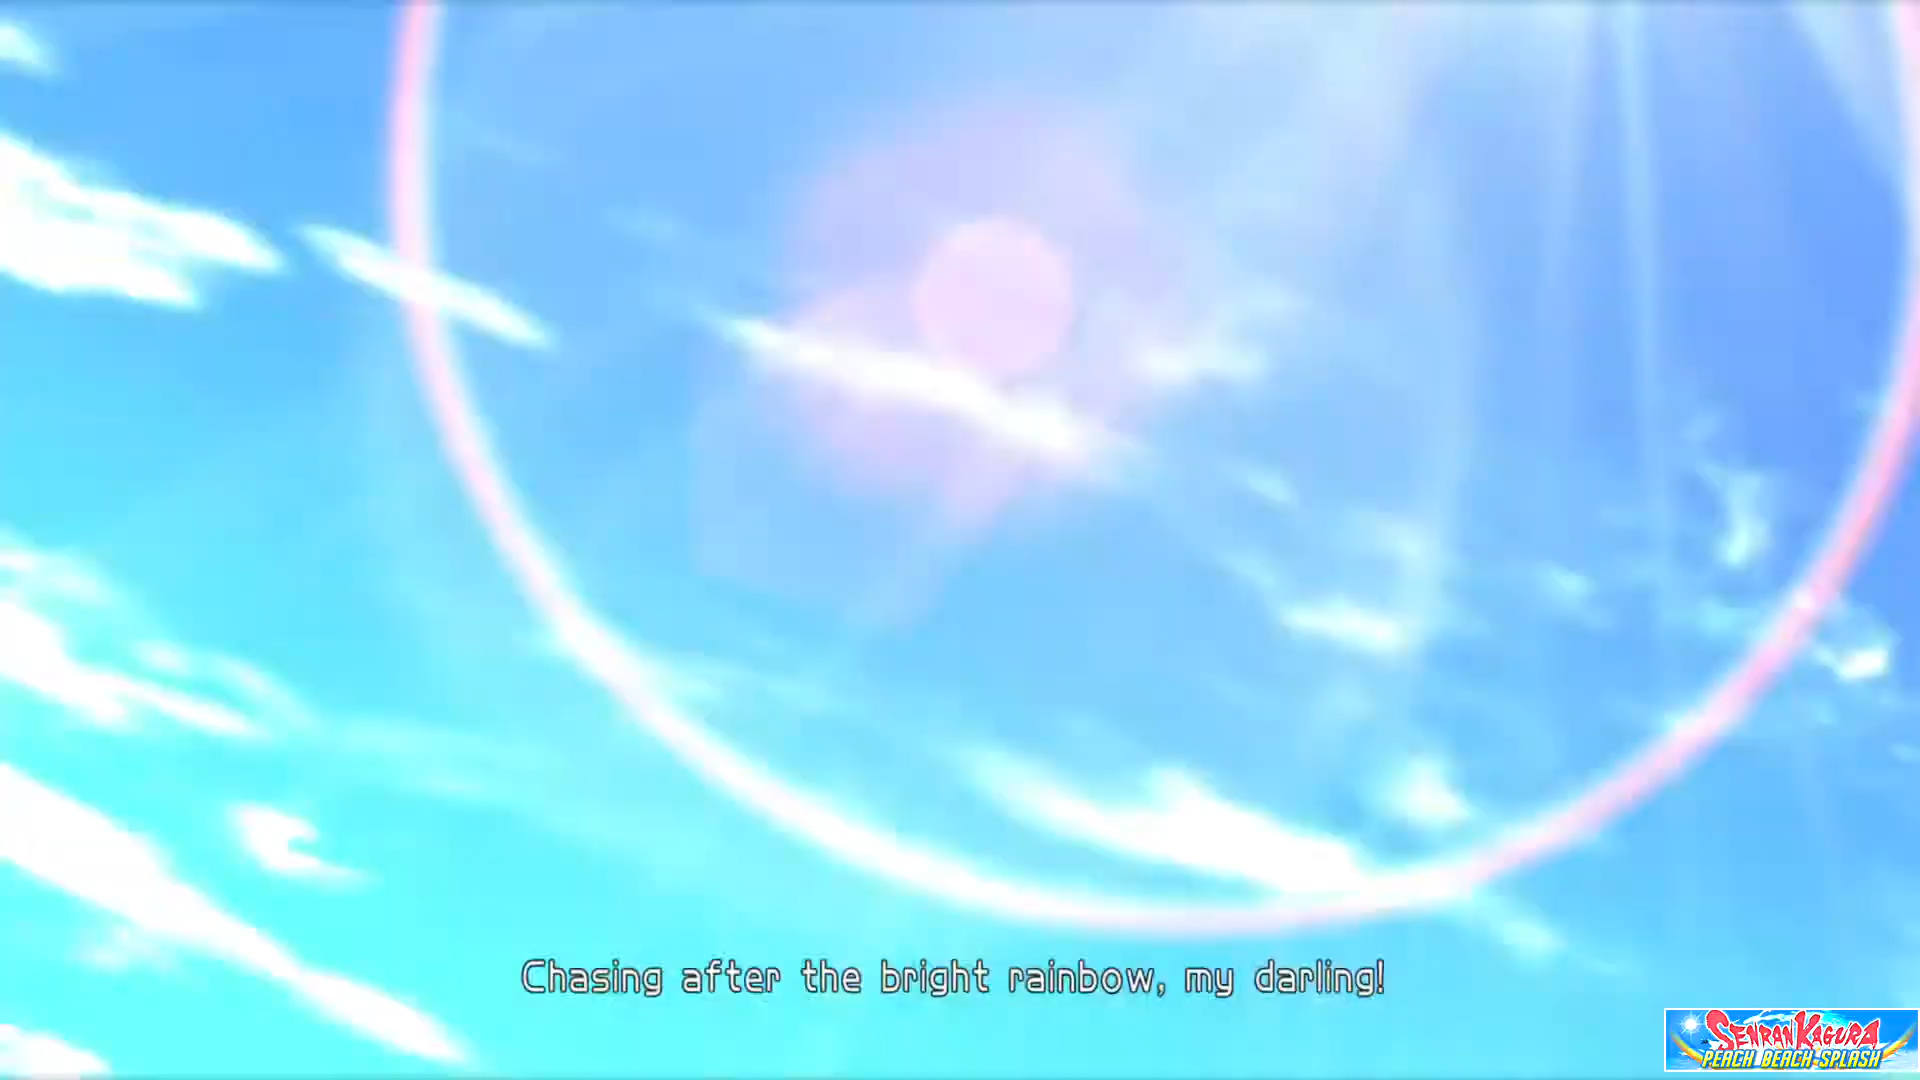 Chasing after the bright rainbow, my darling!
SENRAN KAGURA
PEACH BEACH SPLASH